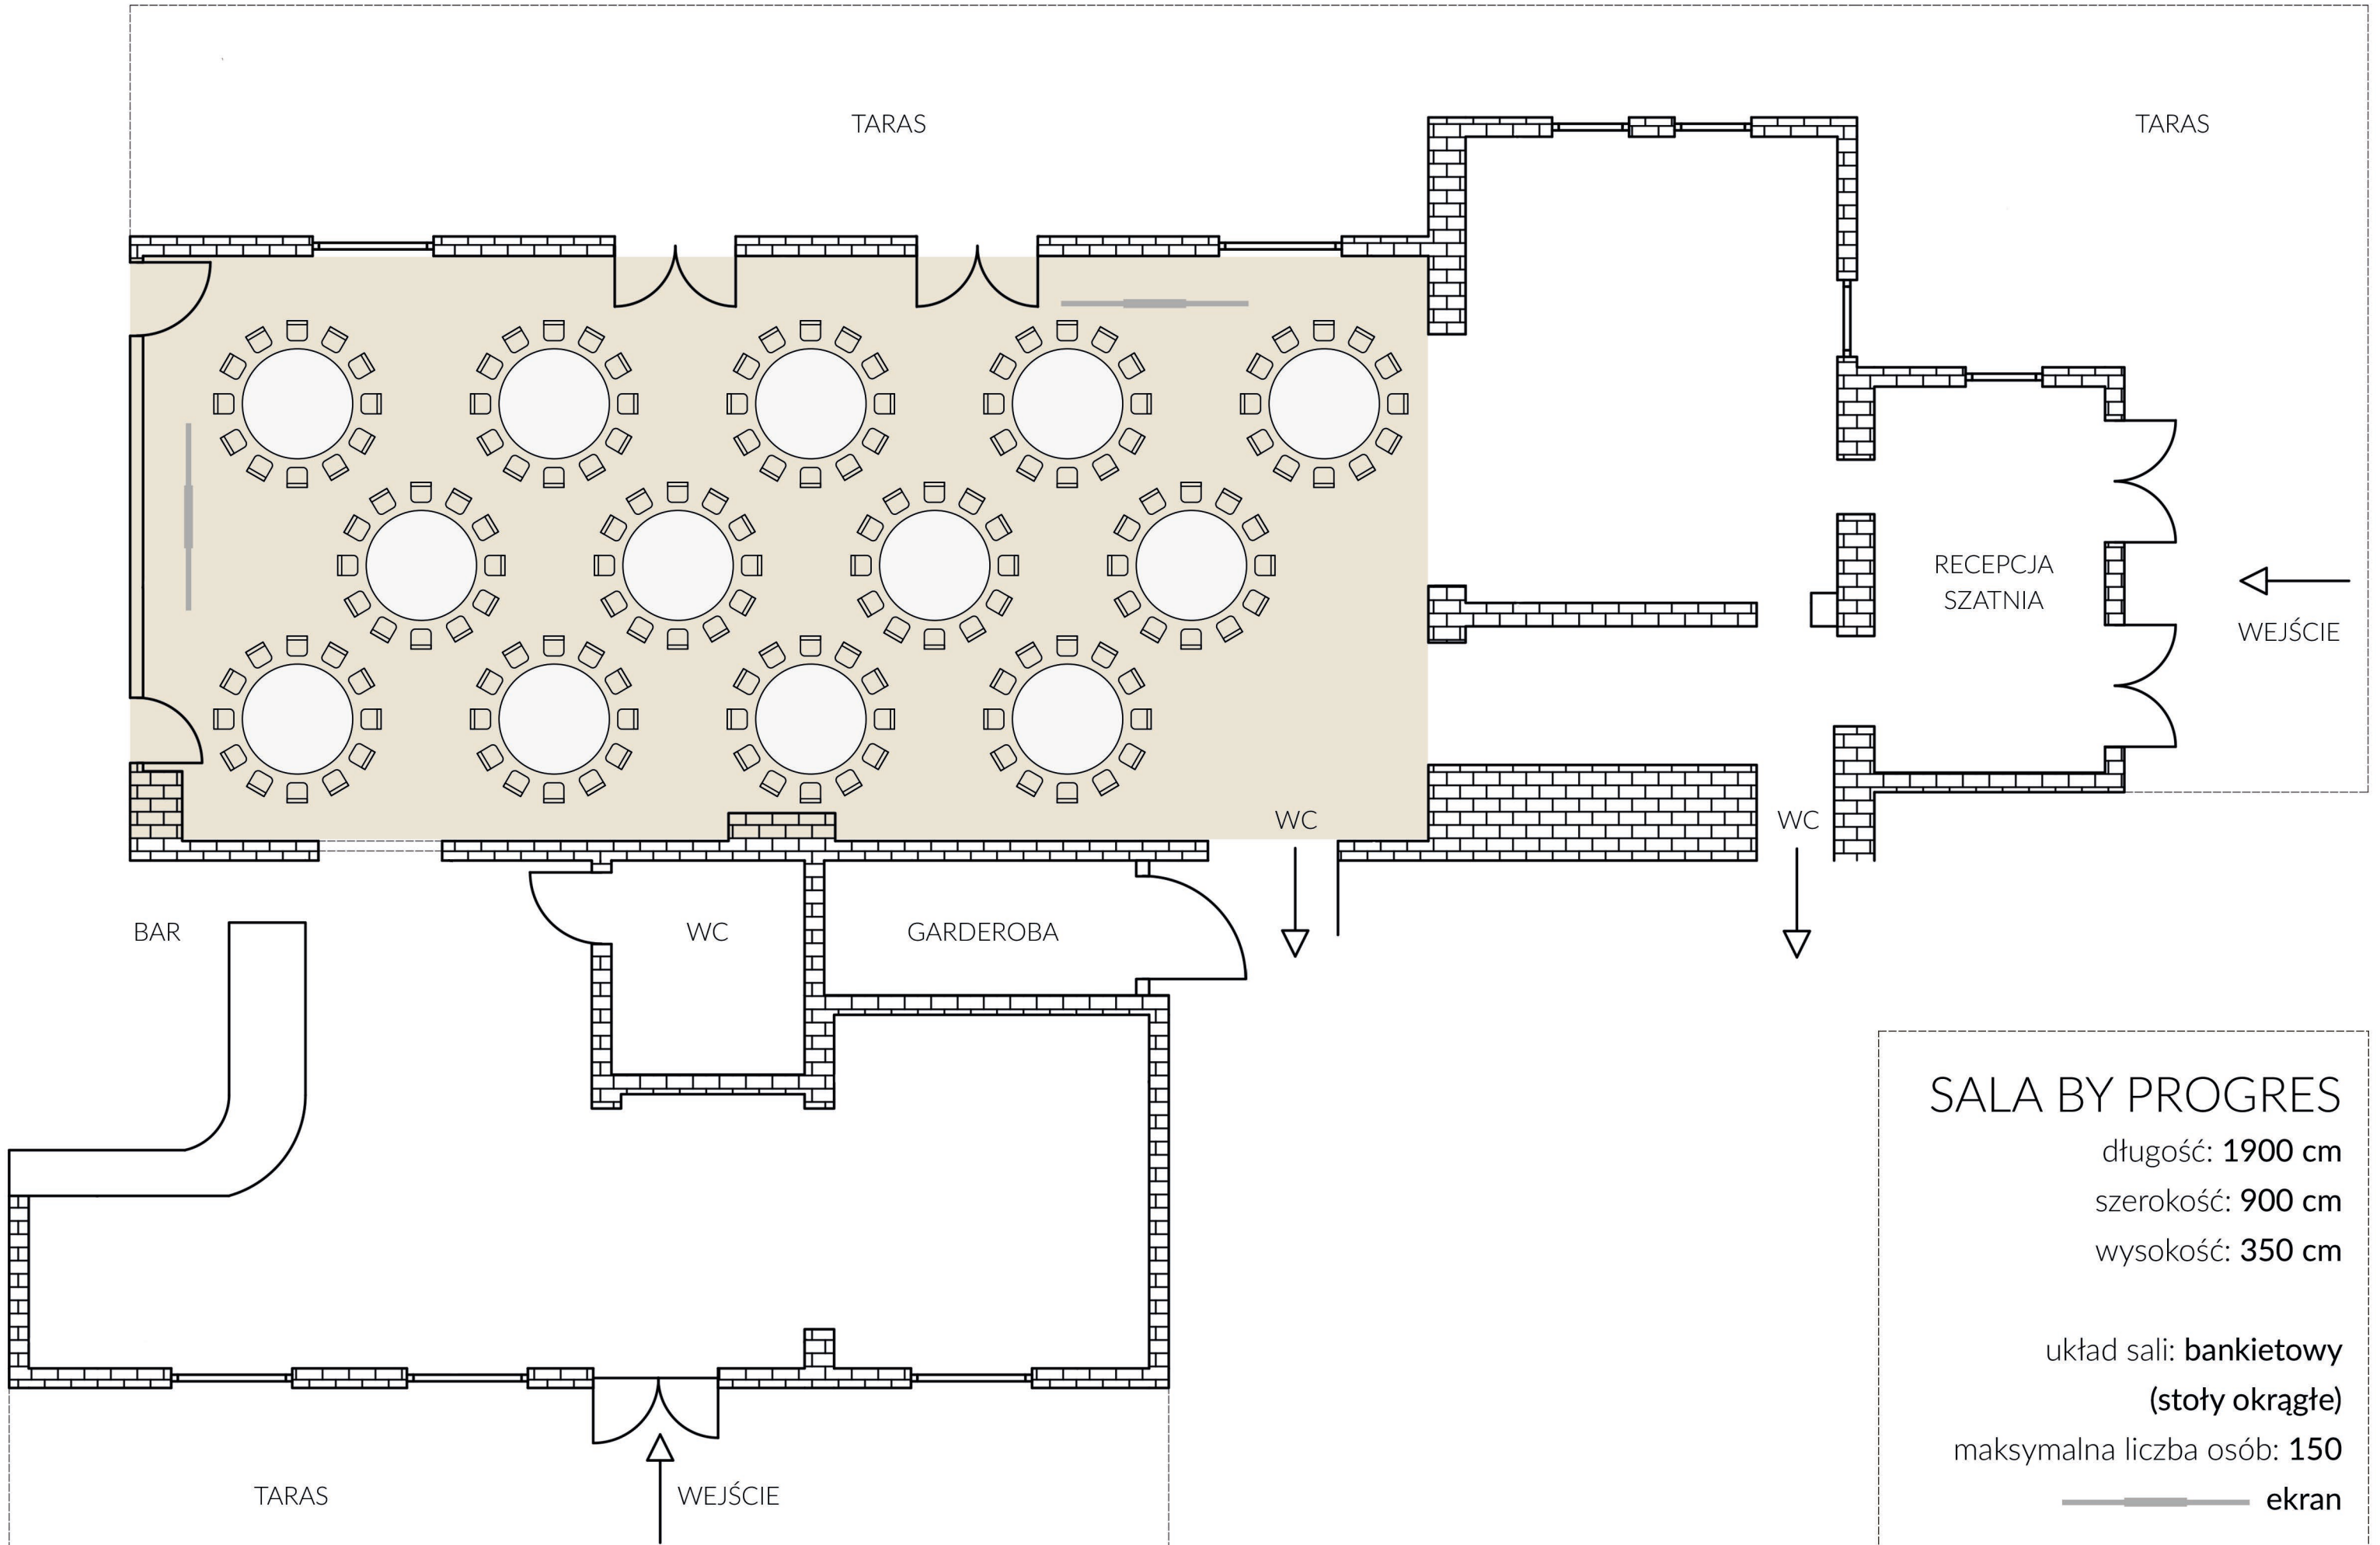 TARAS
TARAS
RECEPCJA
SZATNIA
WEJŚCIE
WC
WC
BAR
WC
GARDEROBA
SALA BY PROGRES
długość: 1900 cm
szerokość: 900 cm
wysokość: 350 cm
układ sali: bankietowy
(stoły okrągłe)
maksymalna liczba osób: 150
ekran
TARAS
WEJŚCIE